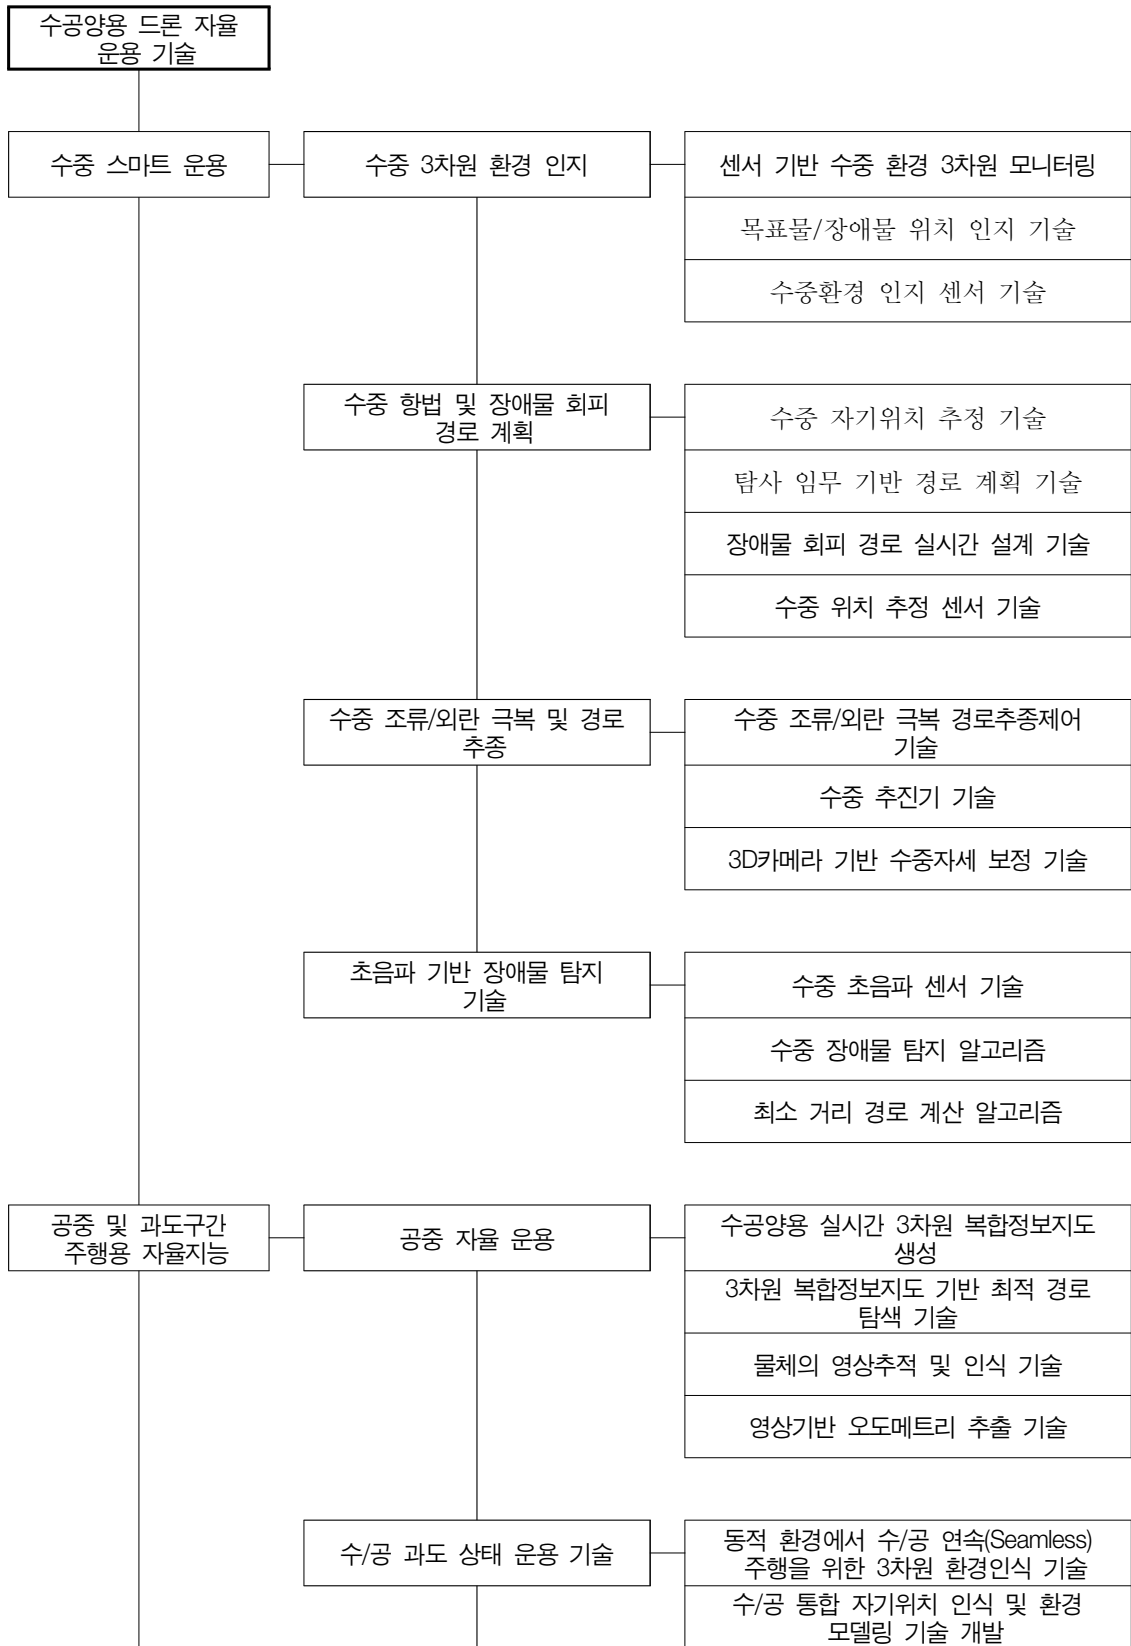 수공양용 드론 자율
운용 기술
수중 스마트 운용
수중 3차원 환경 인지
센서 기반 수중 환경 3차원 모니터링
목표물/장애물 위치 인지 기술
수중환경 인지 센서 기술
수중 항법 및 장애물 회피
경로 계획
수중 자기위치 추정 기술
탐사 임무 기반 경로 계획 기술
장애물 회피 경로 실시간 설계 기술
수중 위치 추정 센서 기술
수중 조류/외란 극복 및 경로
추종
수중 조류/외란 극복 경로추종제어
기술
수중 추진기 기술
3D카메라 기반 수중자세 보정 기술
초음파 기반 장애물 탐지
기술
수중 초음파 센서 기술
수중 장애물 탐지 알고리즘
최소 거리 경로 계산 알고리즘
공중 및 과도구간
주행용 자율지능
공중 자율 운용
수공양용 실시간 3차원 복합정보지도
생성
3차원 복합정보지도 기반 최적 경로
탐색 기술
물체의 영상추적 및 인식 기술
영상기반 오도메트리 추출 기술
수/공 과도 상태 운용 기술
동적 환경에서 수/공 연속(Seamless)
주행을 위한 3차원 환경인식 기술
수/공 통합 자기위치 인식 및 환경
모델링 기술 개발